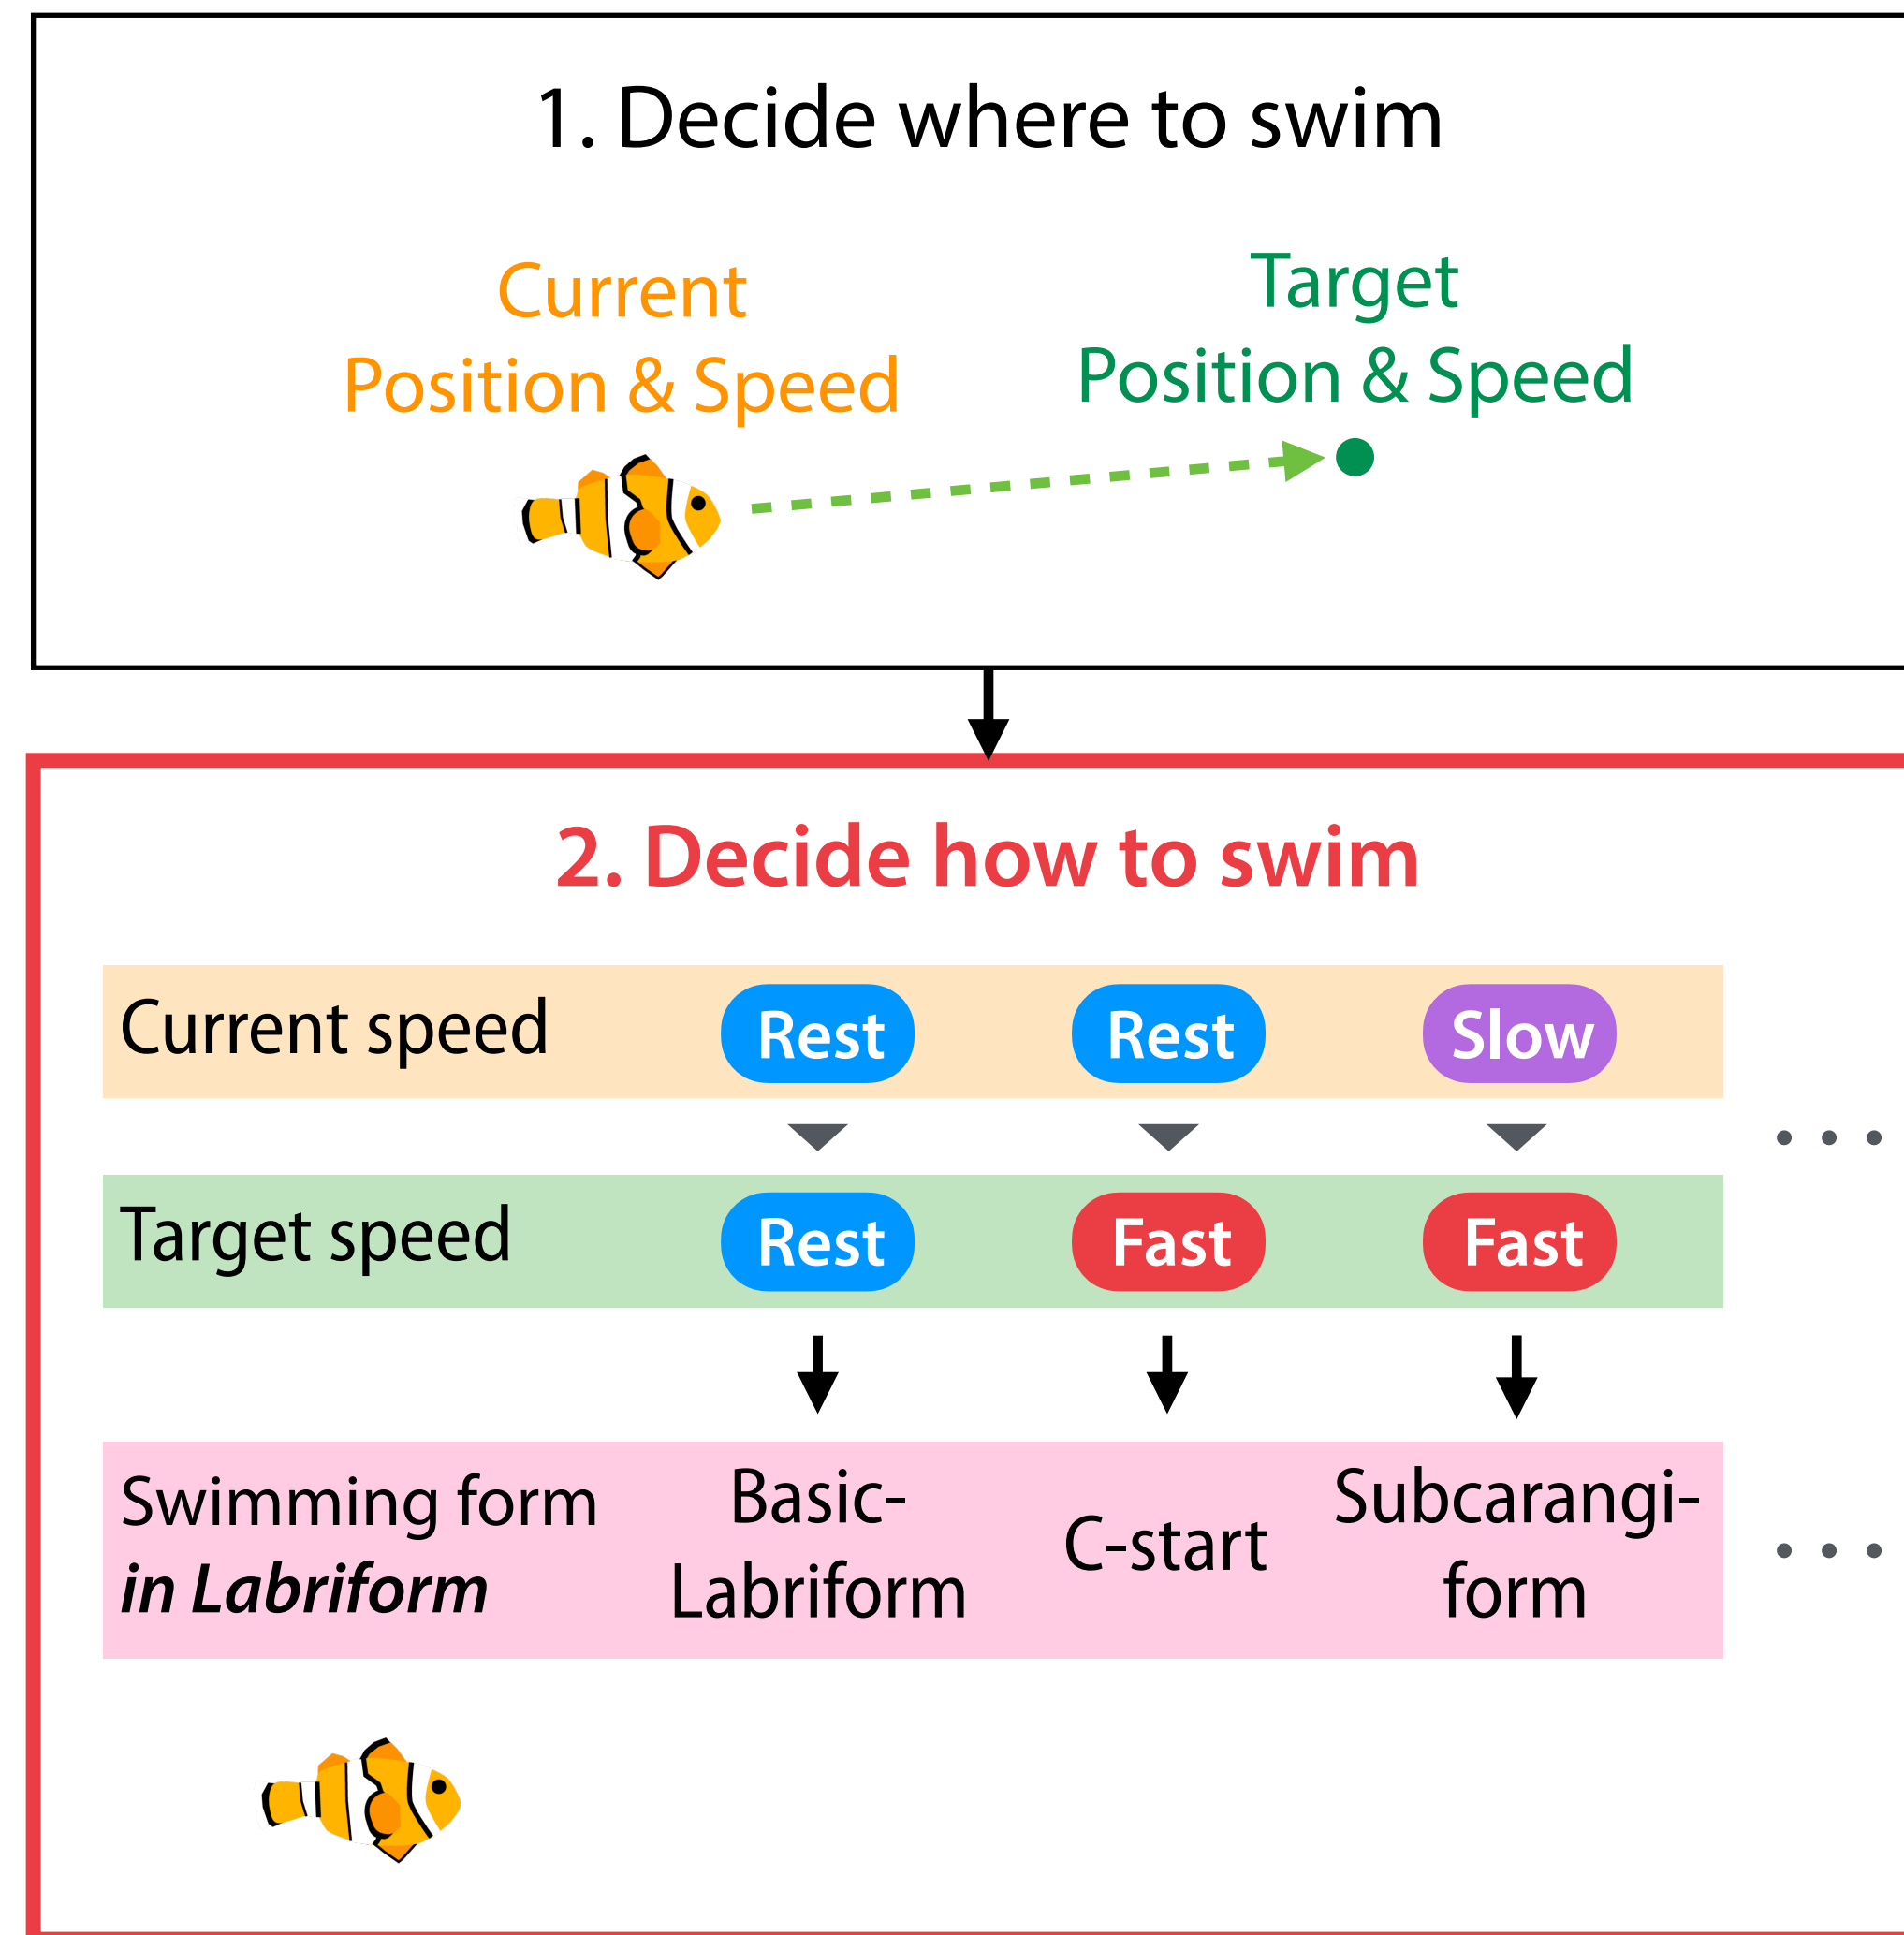 1. Decide where to swim
Current
Position & Speed
Target
Position & Speed
2. Decide how to swim
Current speed Rest Rest Slow
Target speed Rest Fast Fast
Swimming form
in Labriform
Basic-
Labriform
C-start
Subcarangi-
form